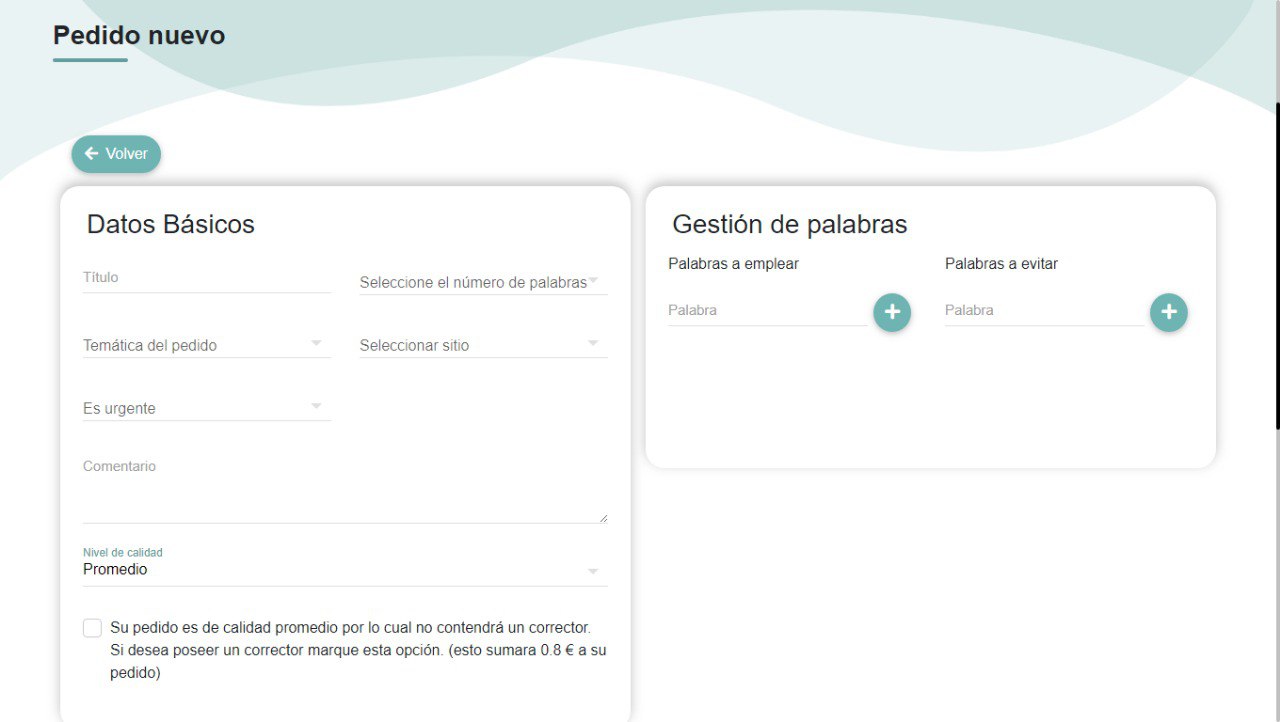 Pedido nuevo
Volver
Datos Básicos
Título
Seleccione el número de palabras
Temática del pedido
Seleccionar sitio
Es urgente
Comentario
Nivel de calidad
Promedio
Su pedido es de calidad promedio por lo cual no contendrá un corrector.
Si desea poseer un corrector marque esta opción. (esto sumara 0.8 € a su
pedido)
Gestión de palabras
Palabras a emplear
Palabras a evitar
Palabra
Palabra